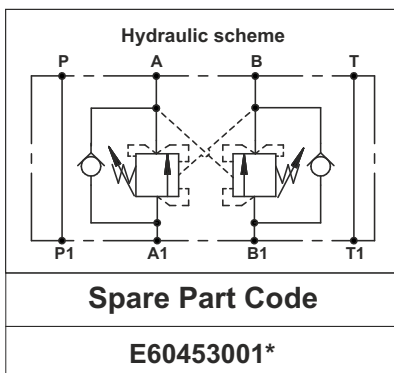 Hydraulic scheme
P A B T
P1 A1 B1 T1
Spare Part Code
E60453001*